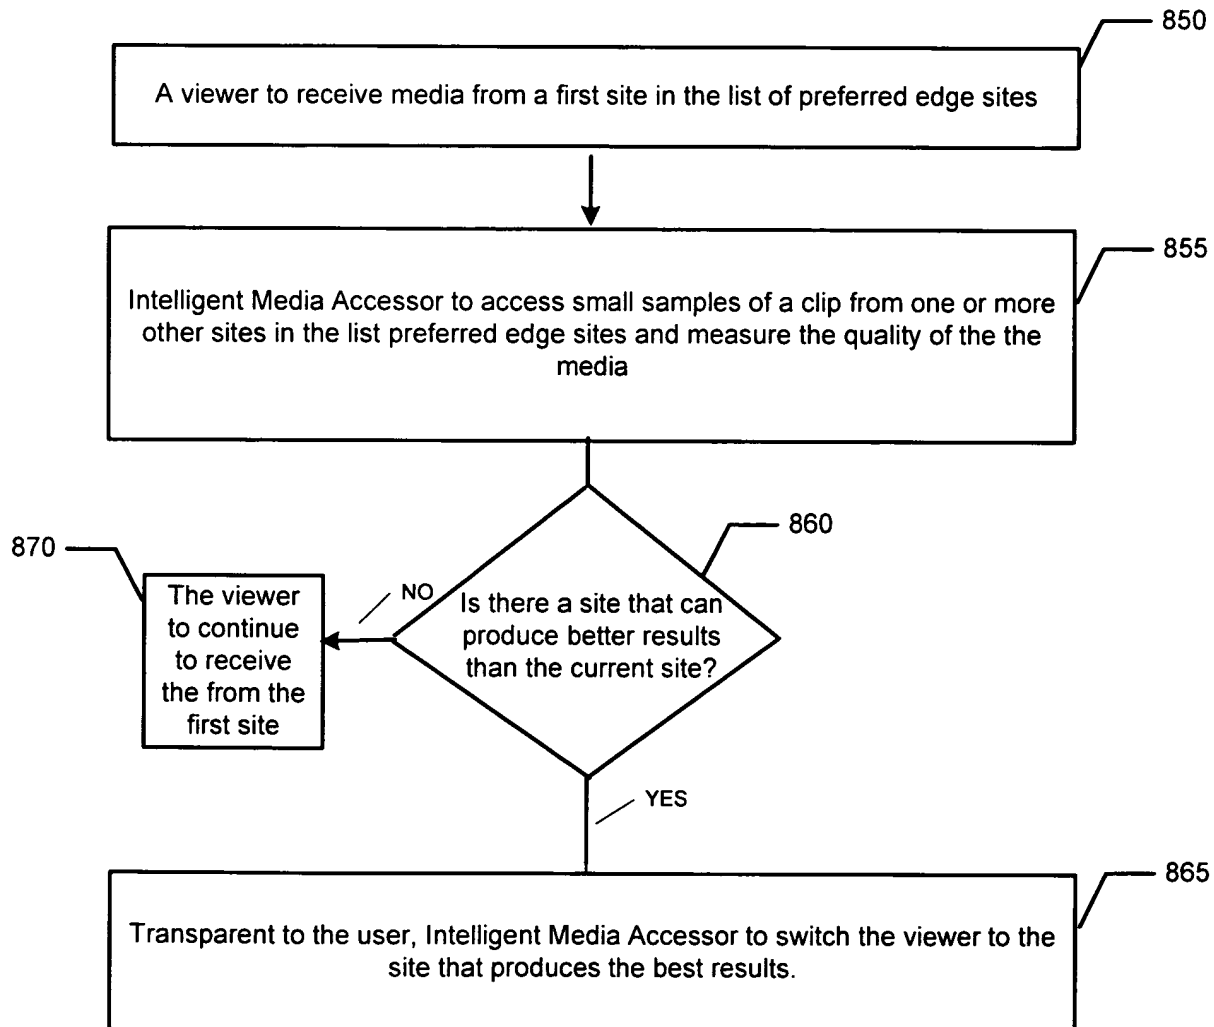 850
A viewer to receive media from a first site in the list of preferred edge sites
855
Intelligent Media Accessor to access small samples of a clip from one or more
other sites in the list preferred edge sites and measure the quality of the the
media
860
870
Is there a site that can
produce better results
than the current site?
NO
The viewer
to continue
to receive
the from the
first site
YES
865
Transparent to the user, Intelligent Media Accessor to switch the viewer to the
site that produces the best results.